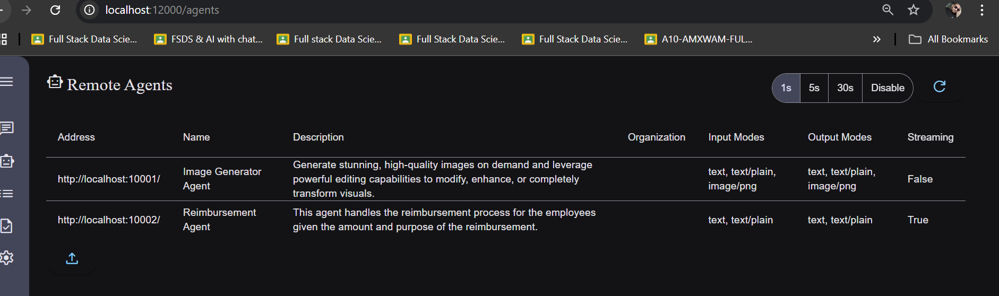 localhost:12000/agents
Full Stack Data Scie...
FSDS & AI with chat...
Full stack Data Scie...
Full Stack Data Scie...
Full Stack Data Scie...
A10-AMXWAM-FUL...
All Bookmarks
Remote Agents
1s
5s
30s
Disable
Address
Name
Description
Organization
Input Modes
Output Modes
Streaming
http://localhost:10001/
Image Generator
Agent
Generate stunning, high-quality images on demand and leverage
powerful editing capabilities to modify, enhance, or completely
transform visuals.
text, text/plain,
image/png
text, text/plain,
image/png
False
http://localhost:10002/
Reimbursement
Agent
This agent handles the reimbursement process for the employees
given the amount and purpose of the reimbursement.
text, text/plain
text, text/plain
True